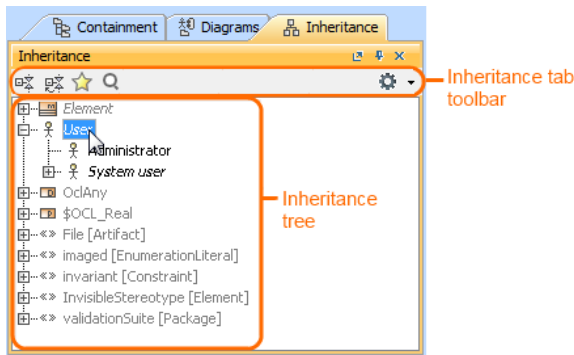 Containment Diagrams Inheritance
Inheritance
Inheritance tab
toolbar
Element
User
Administrator
System user
OclAny
$OCL_Real
File [Artifact]
imaged [EnumerationLiteral]
invariant [Constraint]
InvisibleStereotype [Element]
validationSuite [Package]
Inheritance
tree